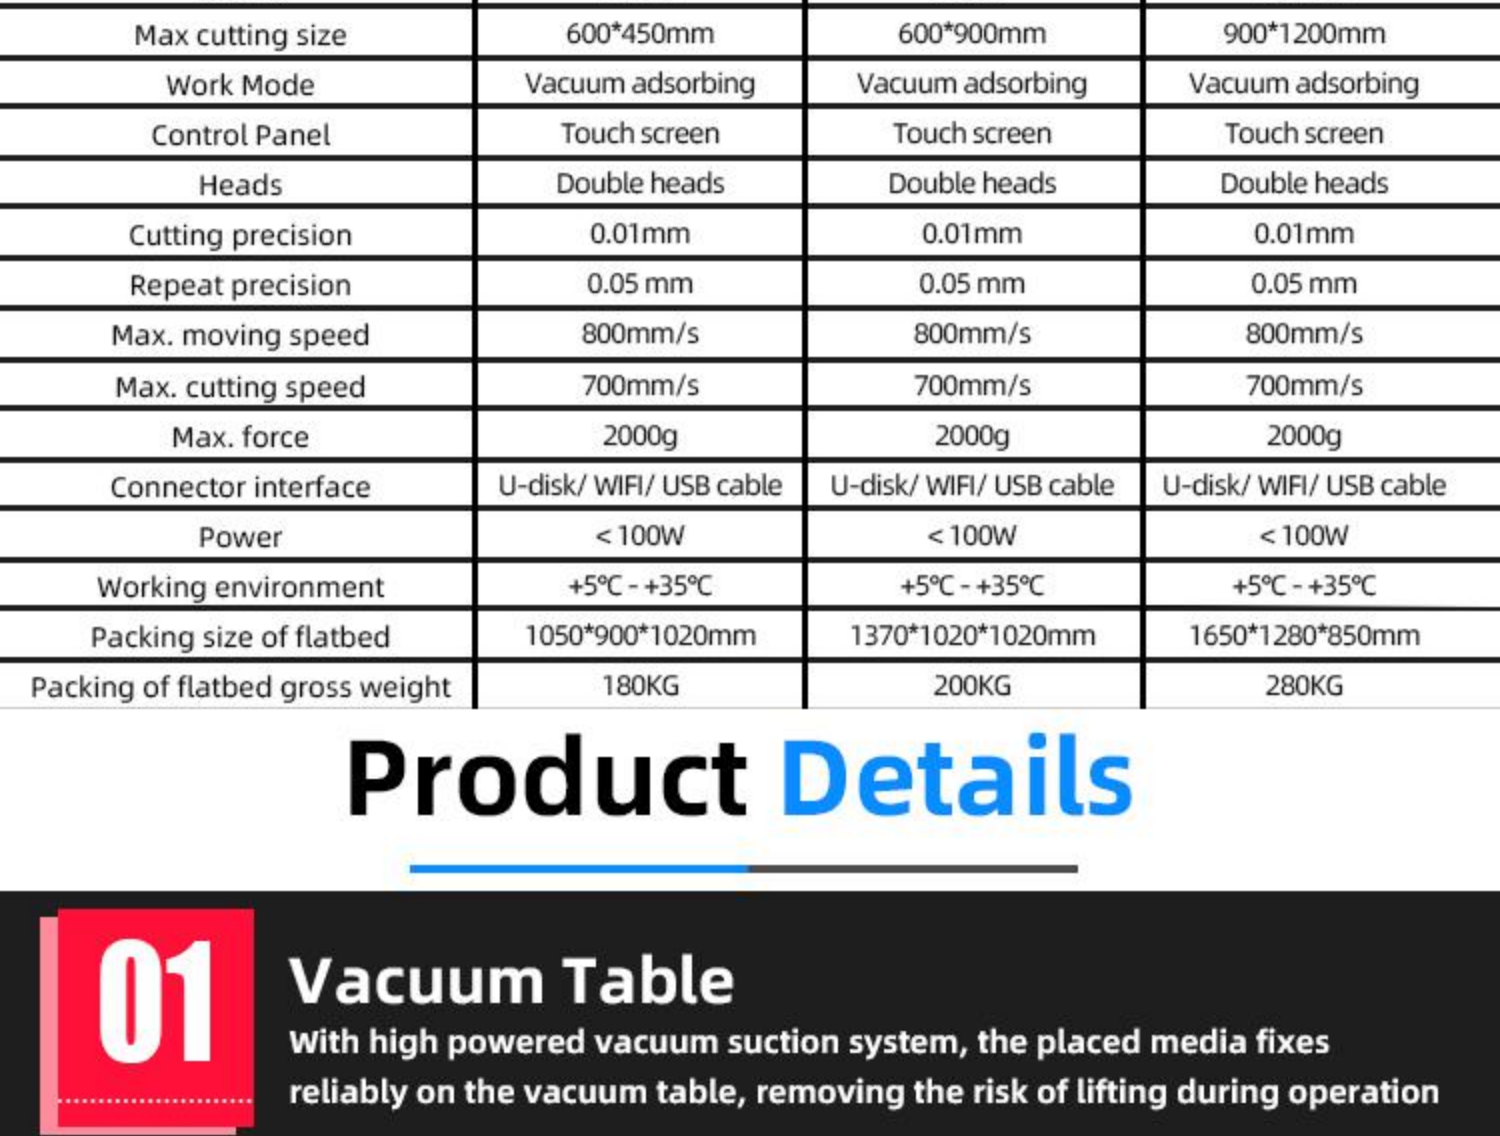 Max cutting size 600*450mm 600*900mm 900*1200mm
Work Mode Vacuum adsorbing Vacuum adsorbing Vacuum adsorbing
Control Panel Touch screen Touch screen Touch screen
Heads Double heads Double heads Double heads
Cutting precision 0.01mm 0.01mm 0.01mm
Repeat precision 0.05 mm 0.05 mm 0.05 mm
Max. moving speed 800mm/s 800mm/s 800mm/s
Max. cutting speed 700mm/s 700mm/s 700mm/s
Max. force 2000g 2000g 2000g
Connector interface U-disk/ WIFI/ USB cable U-disk/ WIFI/ USB cable U-disk/ WIFI/ USB cable
Power < 100W < 100W < 100W
Working environment +5℃ - +35℃ +5℃ - +35℃ +5℃ - +35℃
Packing size of flatbed 1050*900*1020mm 1370*1020*1020mm 1650*1280*850mm
Packing of flatbed gross weight 180KG 200KG 280KG
Product Details
01
Vacuum Table
With high powered vacuum suction system, the placed media fixes
reliably on the vacuum table, removing the risk of lifting during operation